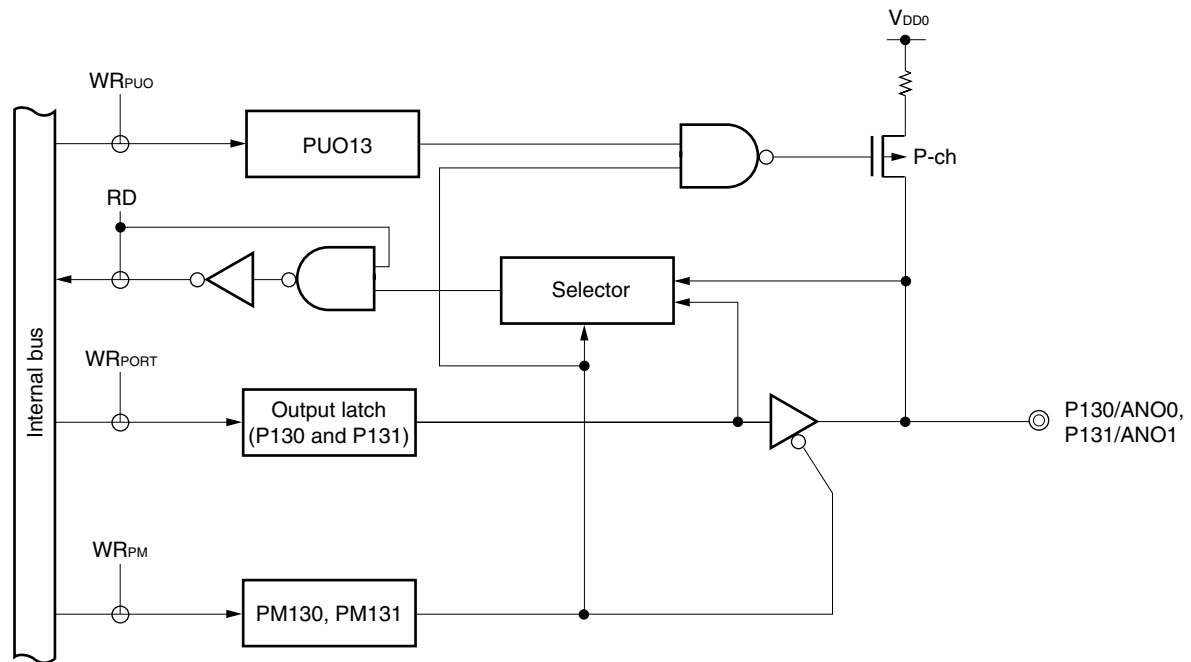 VDD0
WRPUO
PUO13
P-ch
RD
Selector
Internal bus
WRPORT
Output latch
(P130 and P131)
P130/ANO0,
P131/ANO1
WRPM
PM130, PM131